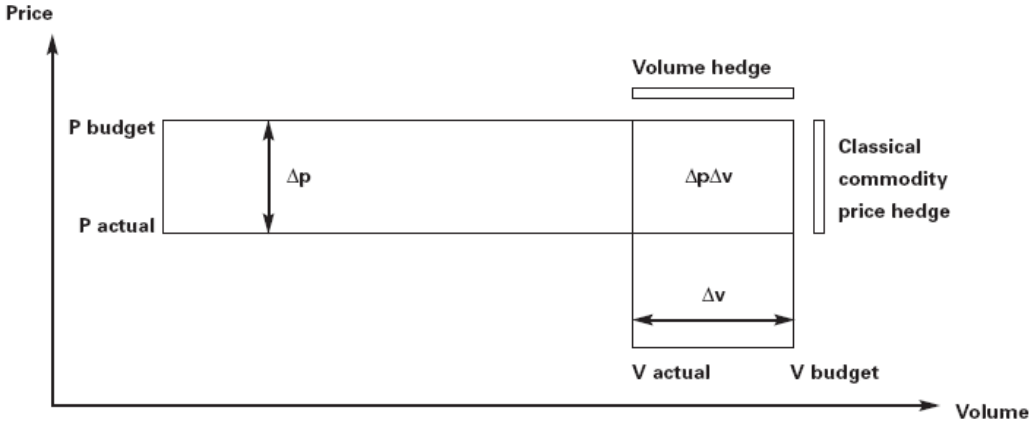 Price
Volume hedge
P budget
Classical
Δp
ΔpΔv
commodity
price hedge
P actual
Δv
V actual
V budget
Volume